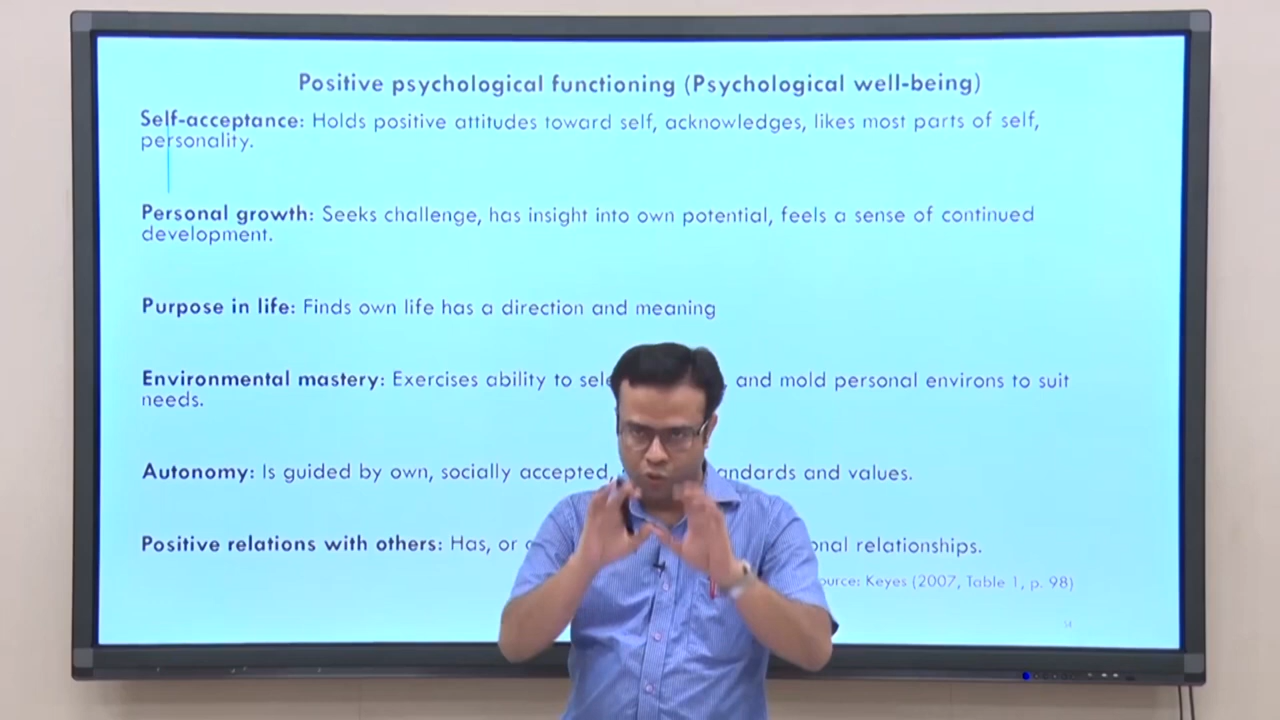 Positive psychological functioning (Psychological well-being)
Self-acceptance: Holds positive attitudes toward self, acknowledges, likes most parts of self,
personality.
Personal growth: Seeks challenge, has insight into own potential, feels a sense of continued
development.
Purpose in life: Finds own life has a direction and meaning
Environmental mastery: Exercises ability to and mold personal environs to suit
needs.
Autonomy: Is guided by own, socially accepted, and values.
Positive relations with others: Has, or relationships.
Keyes (2007, Table 1, p. 98)
14